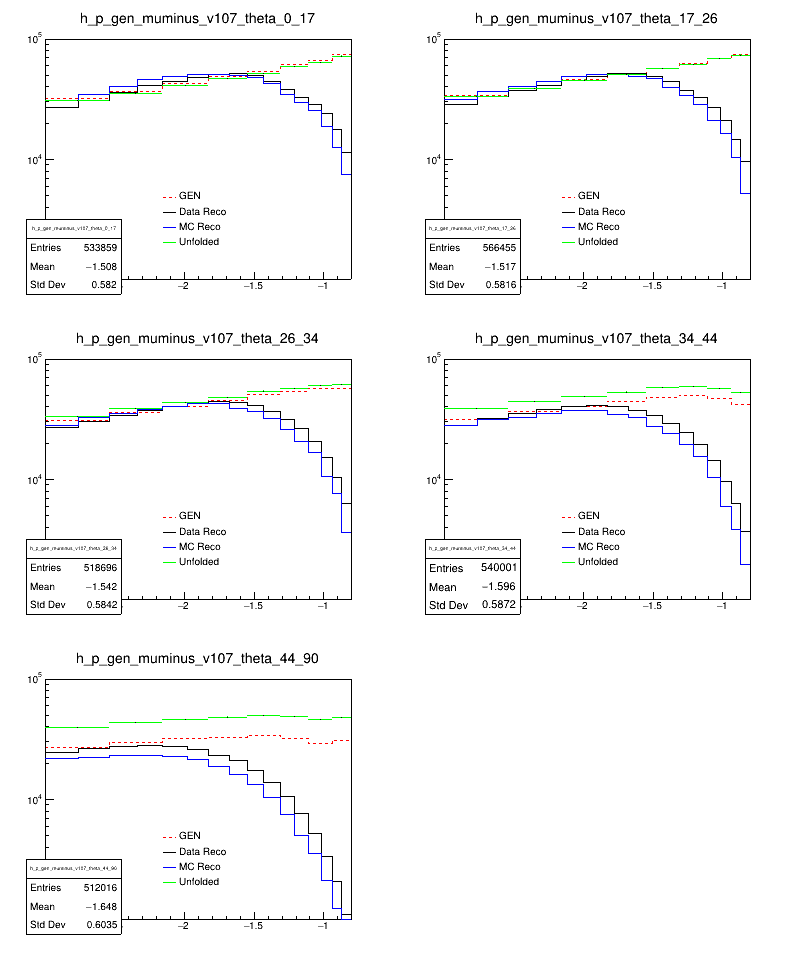 h_p_gen_muminus_v107_theta_0_17
10^5
10^4
GEN
Data Reco
MC Reco
Unfolded
h_p_gen_muminus_v107_theta_0_17
Entries 533859
Mean −1.508
Std Dev 0.582
−2 −1.5 −1
h_p_gen_muminus_v107_theta_17_26
10^5
10^4
GEN
Data Reco
MC Reco
Unfolded
h_p_gen_muminus_v107_theta_17_26
Entries 566455
Mean −1.517
Std Dev 0.5816
−2 −1.5 −1
h_p_gen_muminus_v107_theta_26_34
10^5
10^4
GEN
Data Reco
MC Reco
Unfolded
h_p_gen_muminus_v107_theta_26_34
Entries 518696
Mean −1.542
Std Dev 0.5842
−2 −1.5 −1
h_p_gen_muminus_v107_theta_34_44
10^5
10^4
GEN
Data Reco
MC Reco
Unfolded
h_p_gen_muminus_v107_theta_34_44
Entries 540001
Mean −1.596
Std Dev 0.5872
−2 −1.5 −1
h_p_gen_muminus_v107_theta_44_90
10^5
10^4
GEN
Data Reco
MC Reco
Unfolded
h_p_gen_muminus_v107_theta_44_90
Entries 512016
Mean −1.648
Std Dev 0.6035
−2 −1.5 −1